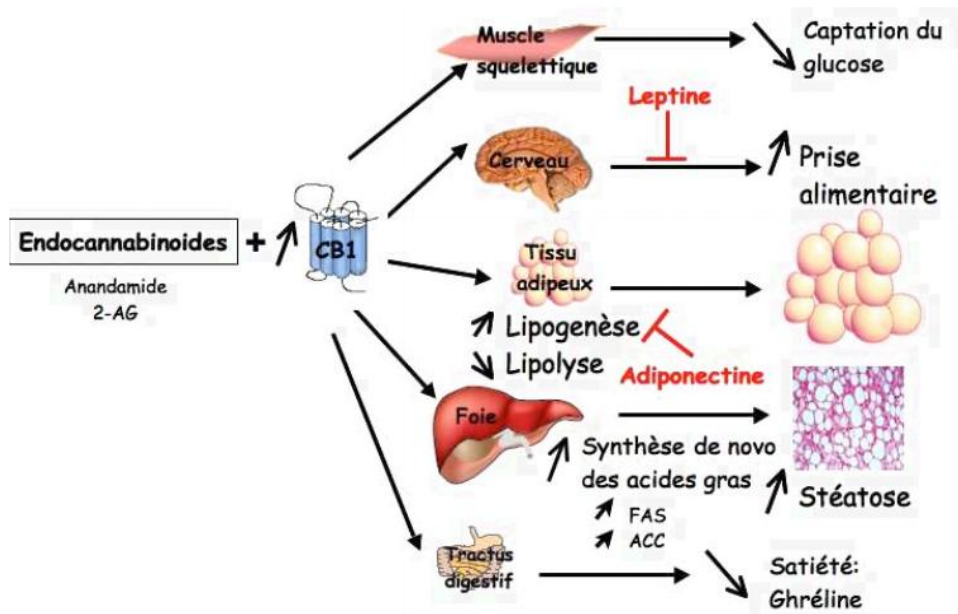 Muscle
squelettique
Captation du
glucose
Leptine
Cerveau
Prise
alimentaire
Endocannabinoides + CB1
Anandamide
2-AG
Tissu
adipeux
Lipogenèse
Lipolyse
Adiponectine
Foie
Synthèse de novo
des acides gras
FAS
ACC
Stéatose
Tractus
digestif
Satiété:
Ghréline